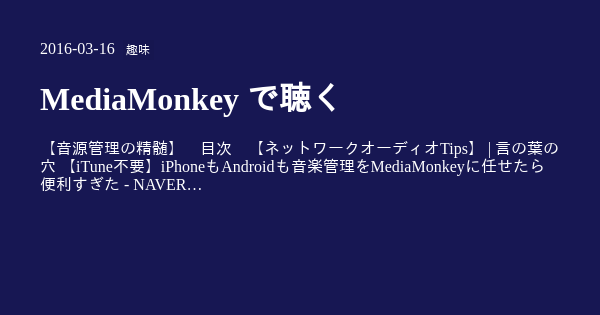 2016-03-16 趣味
MediaMonkey で聴く
【音源管理の精髄】　目次　【ネットワークオーディオTips】 | 言の葉の
穴 【iTune不要】iPhoneもAndroidも音楽管理をMediaMonkeyに任せたら
便利すぎた - NAVER…